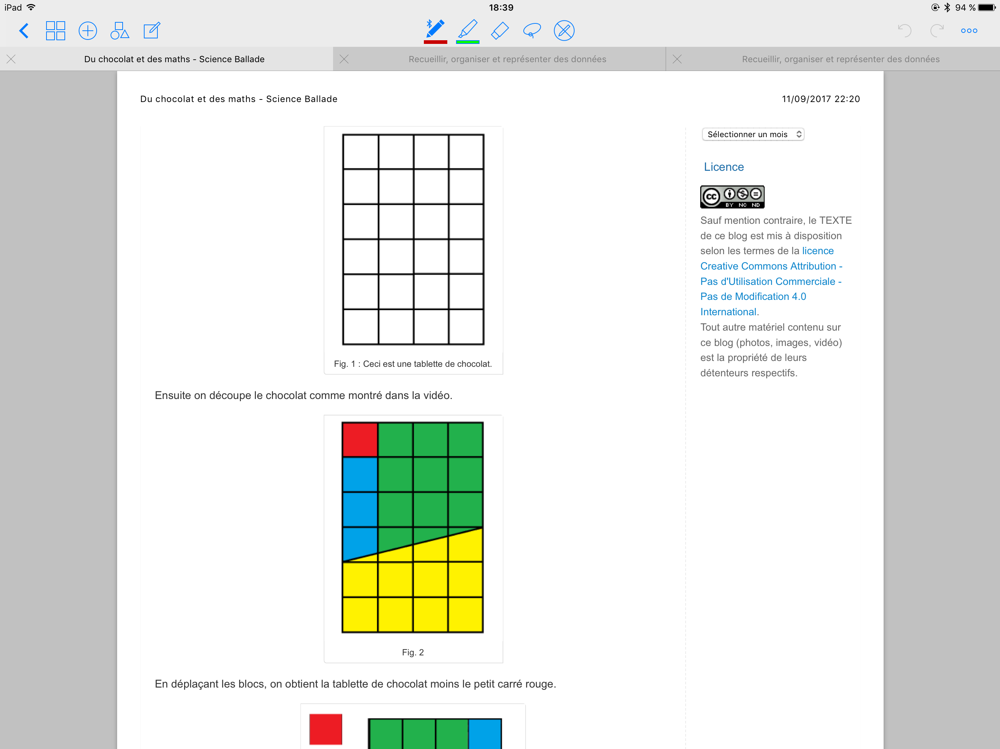 iPad
18:39
94 %
Du chocolat et des maths - Science Ballade
Recueillir, organiser et représenter des données
Recueillir, organiser et représenter des données
Du chocolat et des maths - Science Ballade
11/09/2017 22:20
Fig. 1 : Ceci est une tablette de chocolat.
Ensuite on découpe le chocolat comme montré dans la vidéo.
Fig. 2
En déplaçant les blocs, on obtient la tablette de chocolat moins le petit carré rouge.
Sélectionner un mois
Licence
cc
BY NC ND
Sauf mention contraire, le TEXTE
de ce blog est mis à disposition
selon les termes de la licence
Creative Commons Attribution -
Pas d'Utilisation Commerciale -
Pas de Modification 4.0
International.
Tout autre matériel contenu sur
ce blog (photos, images, vidéo)
est la propriété de leurs
détenteurs respectifs.